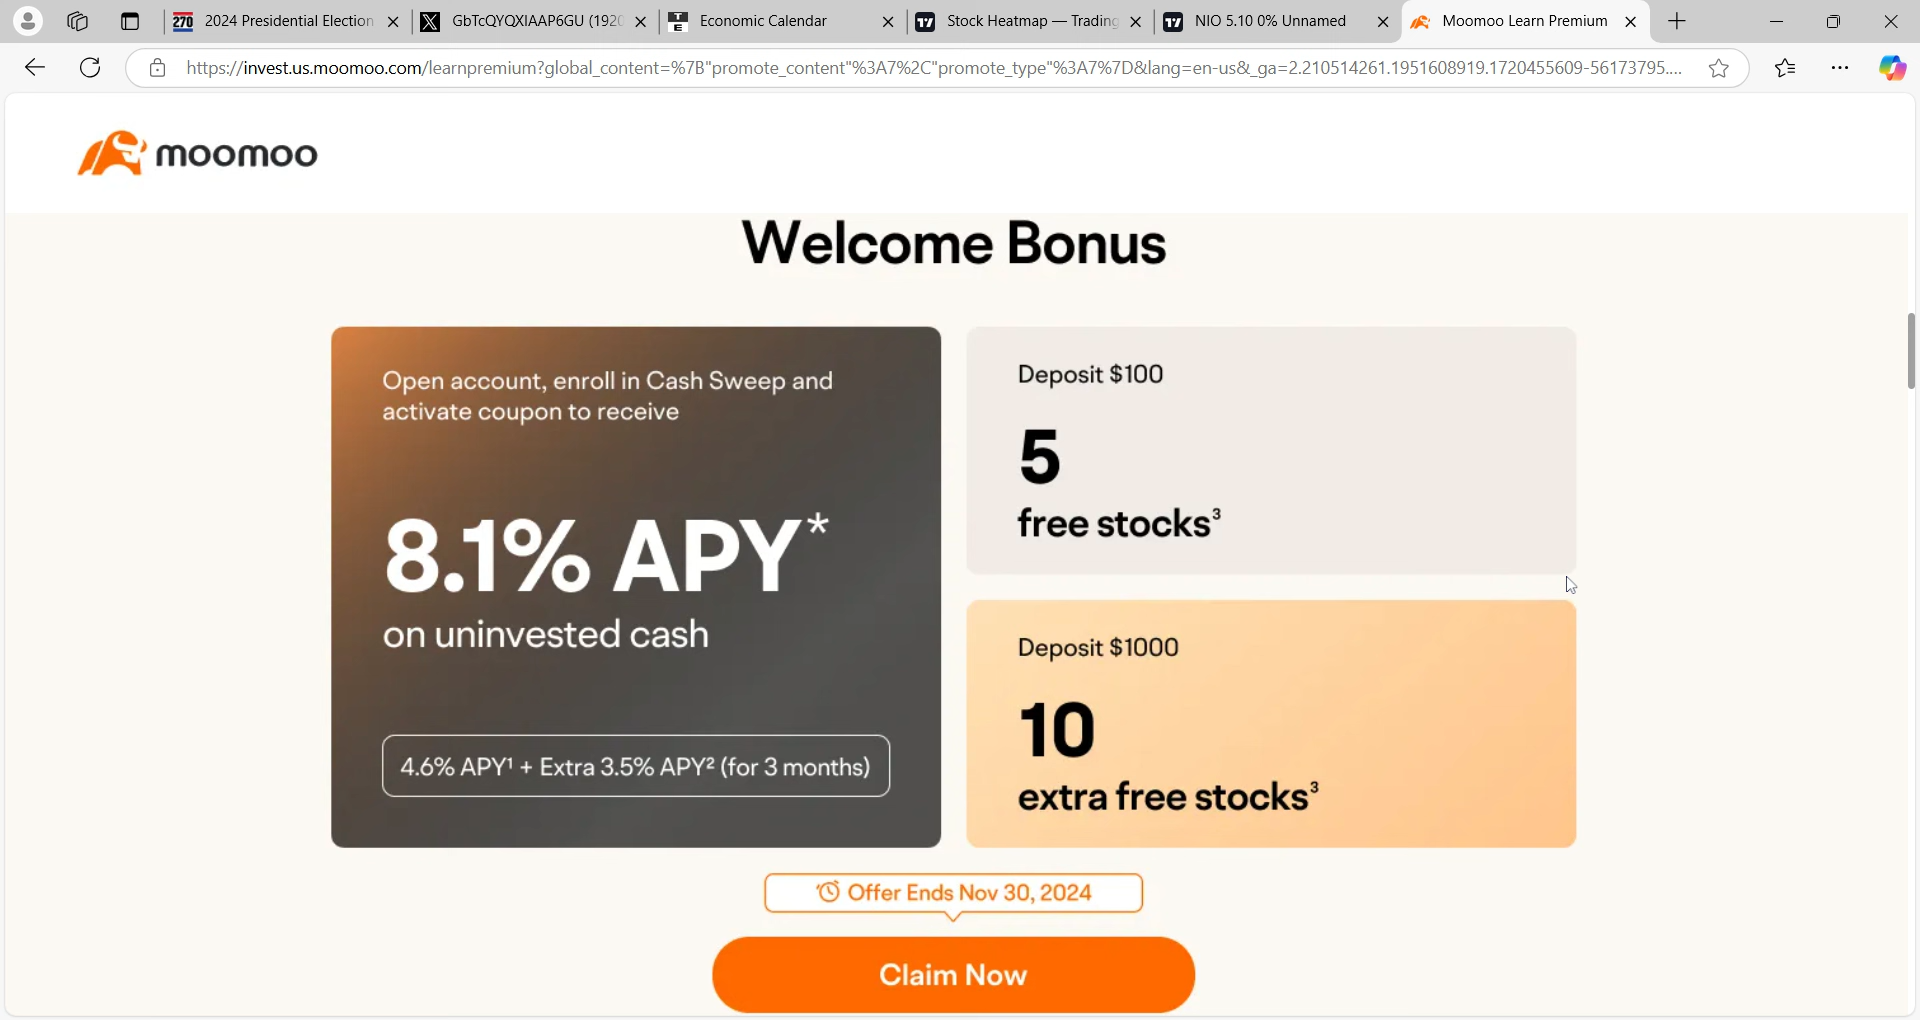 2024 Presidential Election
GbTcQYQXIAAP6GU (192
Economic Calendar
Stock Heatmap — Trading
NIO 5.10 0% Unnamed
Moomoo Learn Premium
https://invest.us.moomoo.com/learnpremium?global_content=%7B"promote_content"%3A7%2C"promote_type"%3A7%7D&lang=en-us&_ga=2.210514261.1951608919.1720455609-56173795....
moomoo
Welcome Bonus
Open account, enroll in Cash Sweep and
activate coupon to receive
8.1% APY*
on uninvested cash
4.6% APY¹ + Extra 3.5% APY² (for 3 months)
Deposit $100
5
free stocks³
Deposit $1000
10
extra free stocks³
Offer Ends Nov 30, 2024
Claim Now